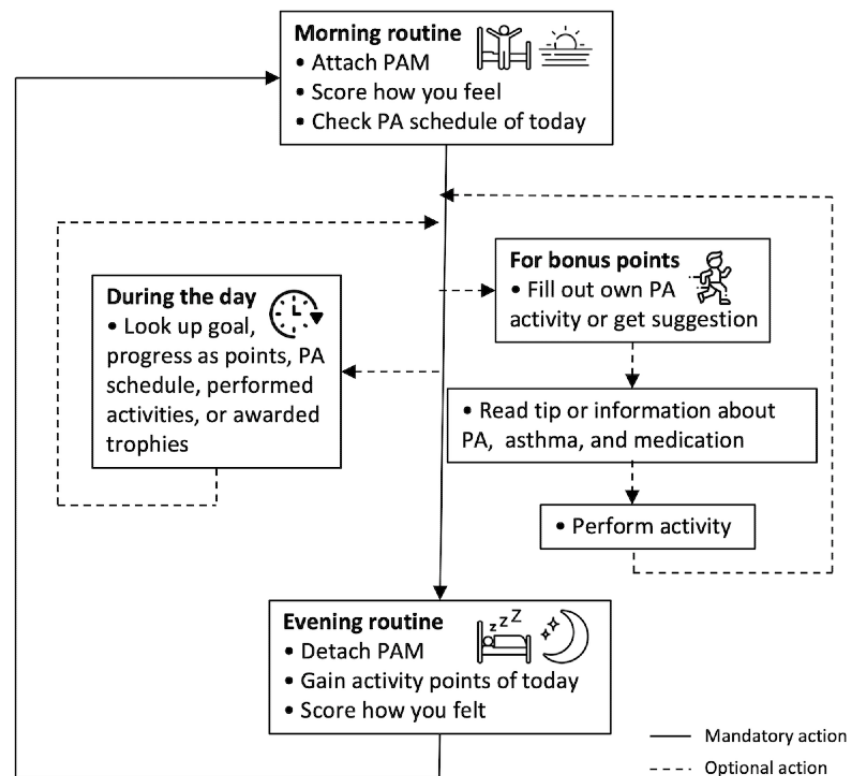 Morning routine
• Attach PAM
• Score how you feel
• Check PA schedule of today
For bonus points
• Fill out own PA
activity or get suggestion
During the day
• Look up goal,
progress as points, PA
schedule, performed
activities, or awarded
trophies
• Read tip or information about
PA, asthma, and medication
• Perform activity
Evening routine
z z Z
• Detach PAM
• Gain activity points of today
• Score how you felt
Mandatory action
Optional action